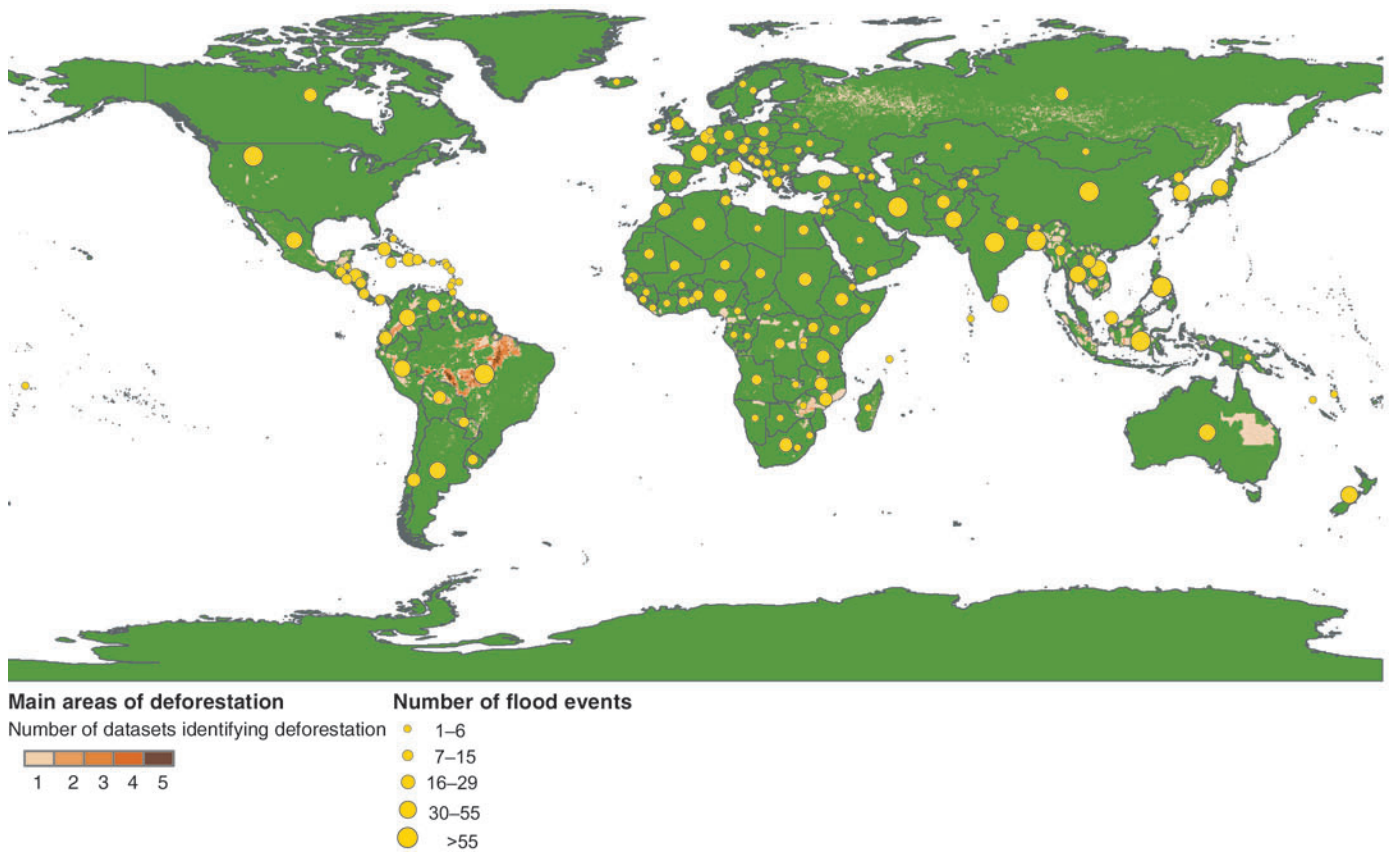 Main areas of deforestation
Number of datasets identifying deforestation
1 2 3 4 5
Number of flood events
1–6
7–15
16–29
30–55
>55